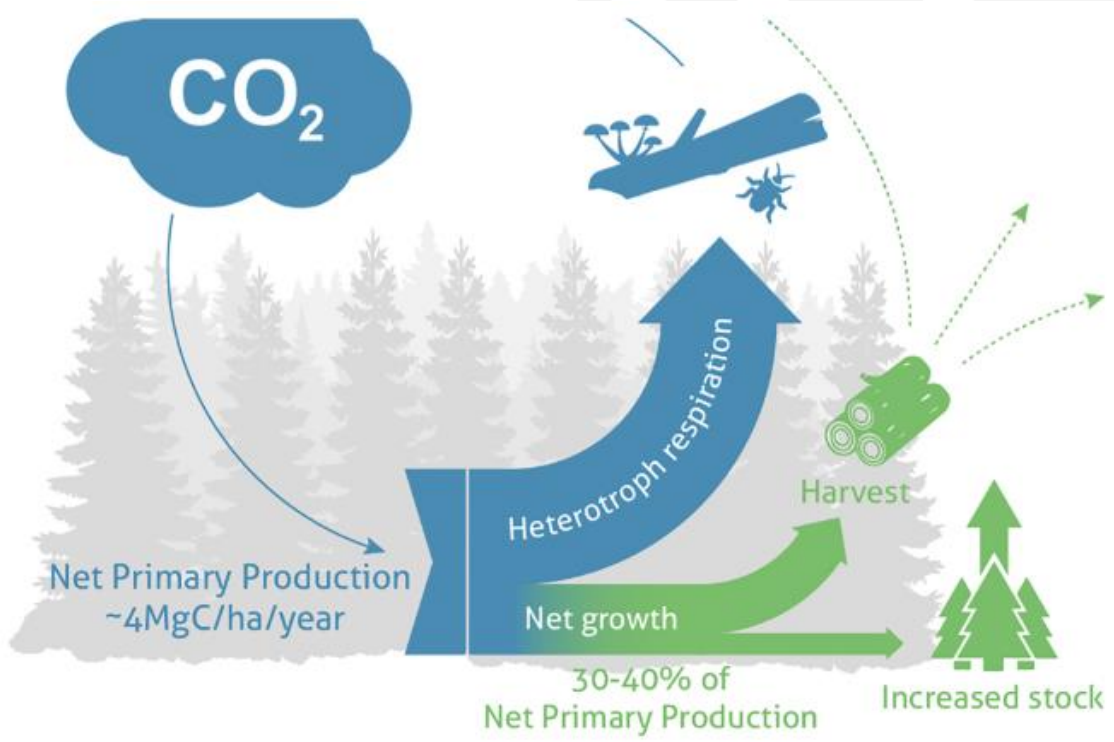 CO₂
Heterotroph respiration
Harvest
Net Primary Production
~4MgC/ha/year
Net growth
30-40% of
Net Primary Production
Increased stock